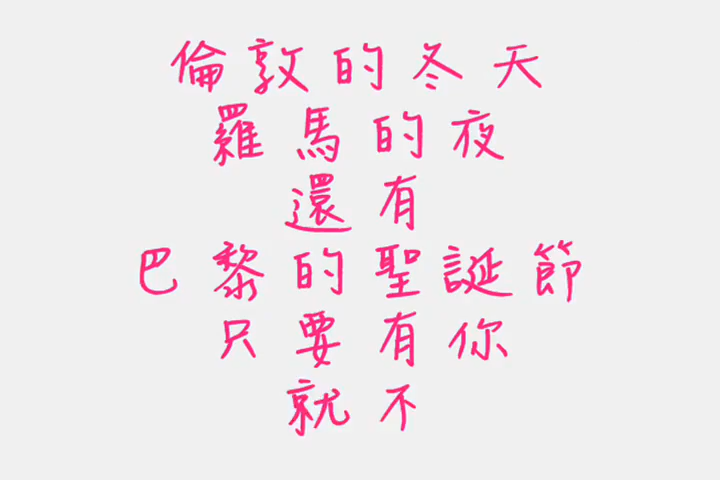 倫敦的冬天
羅馬的夜
還有
巴黎的聖誕節
只要有你
就不